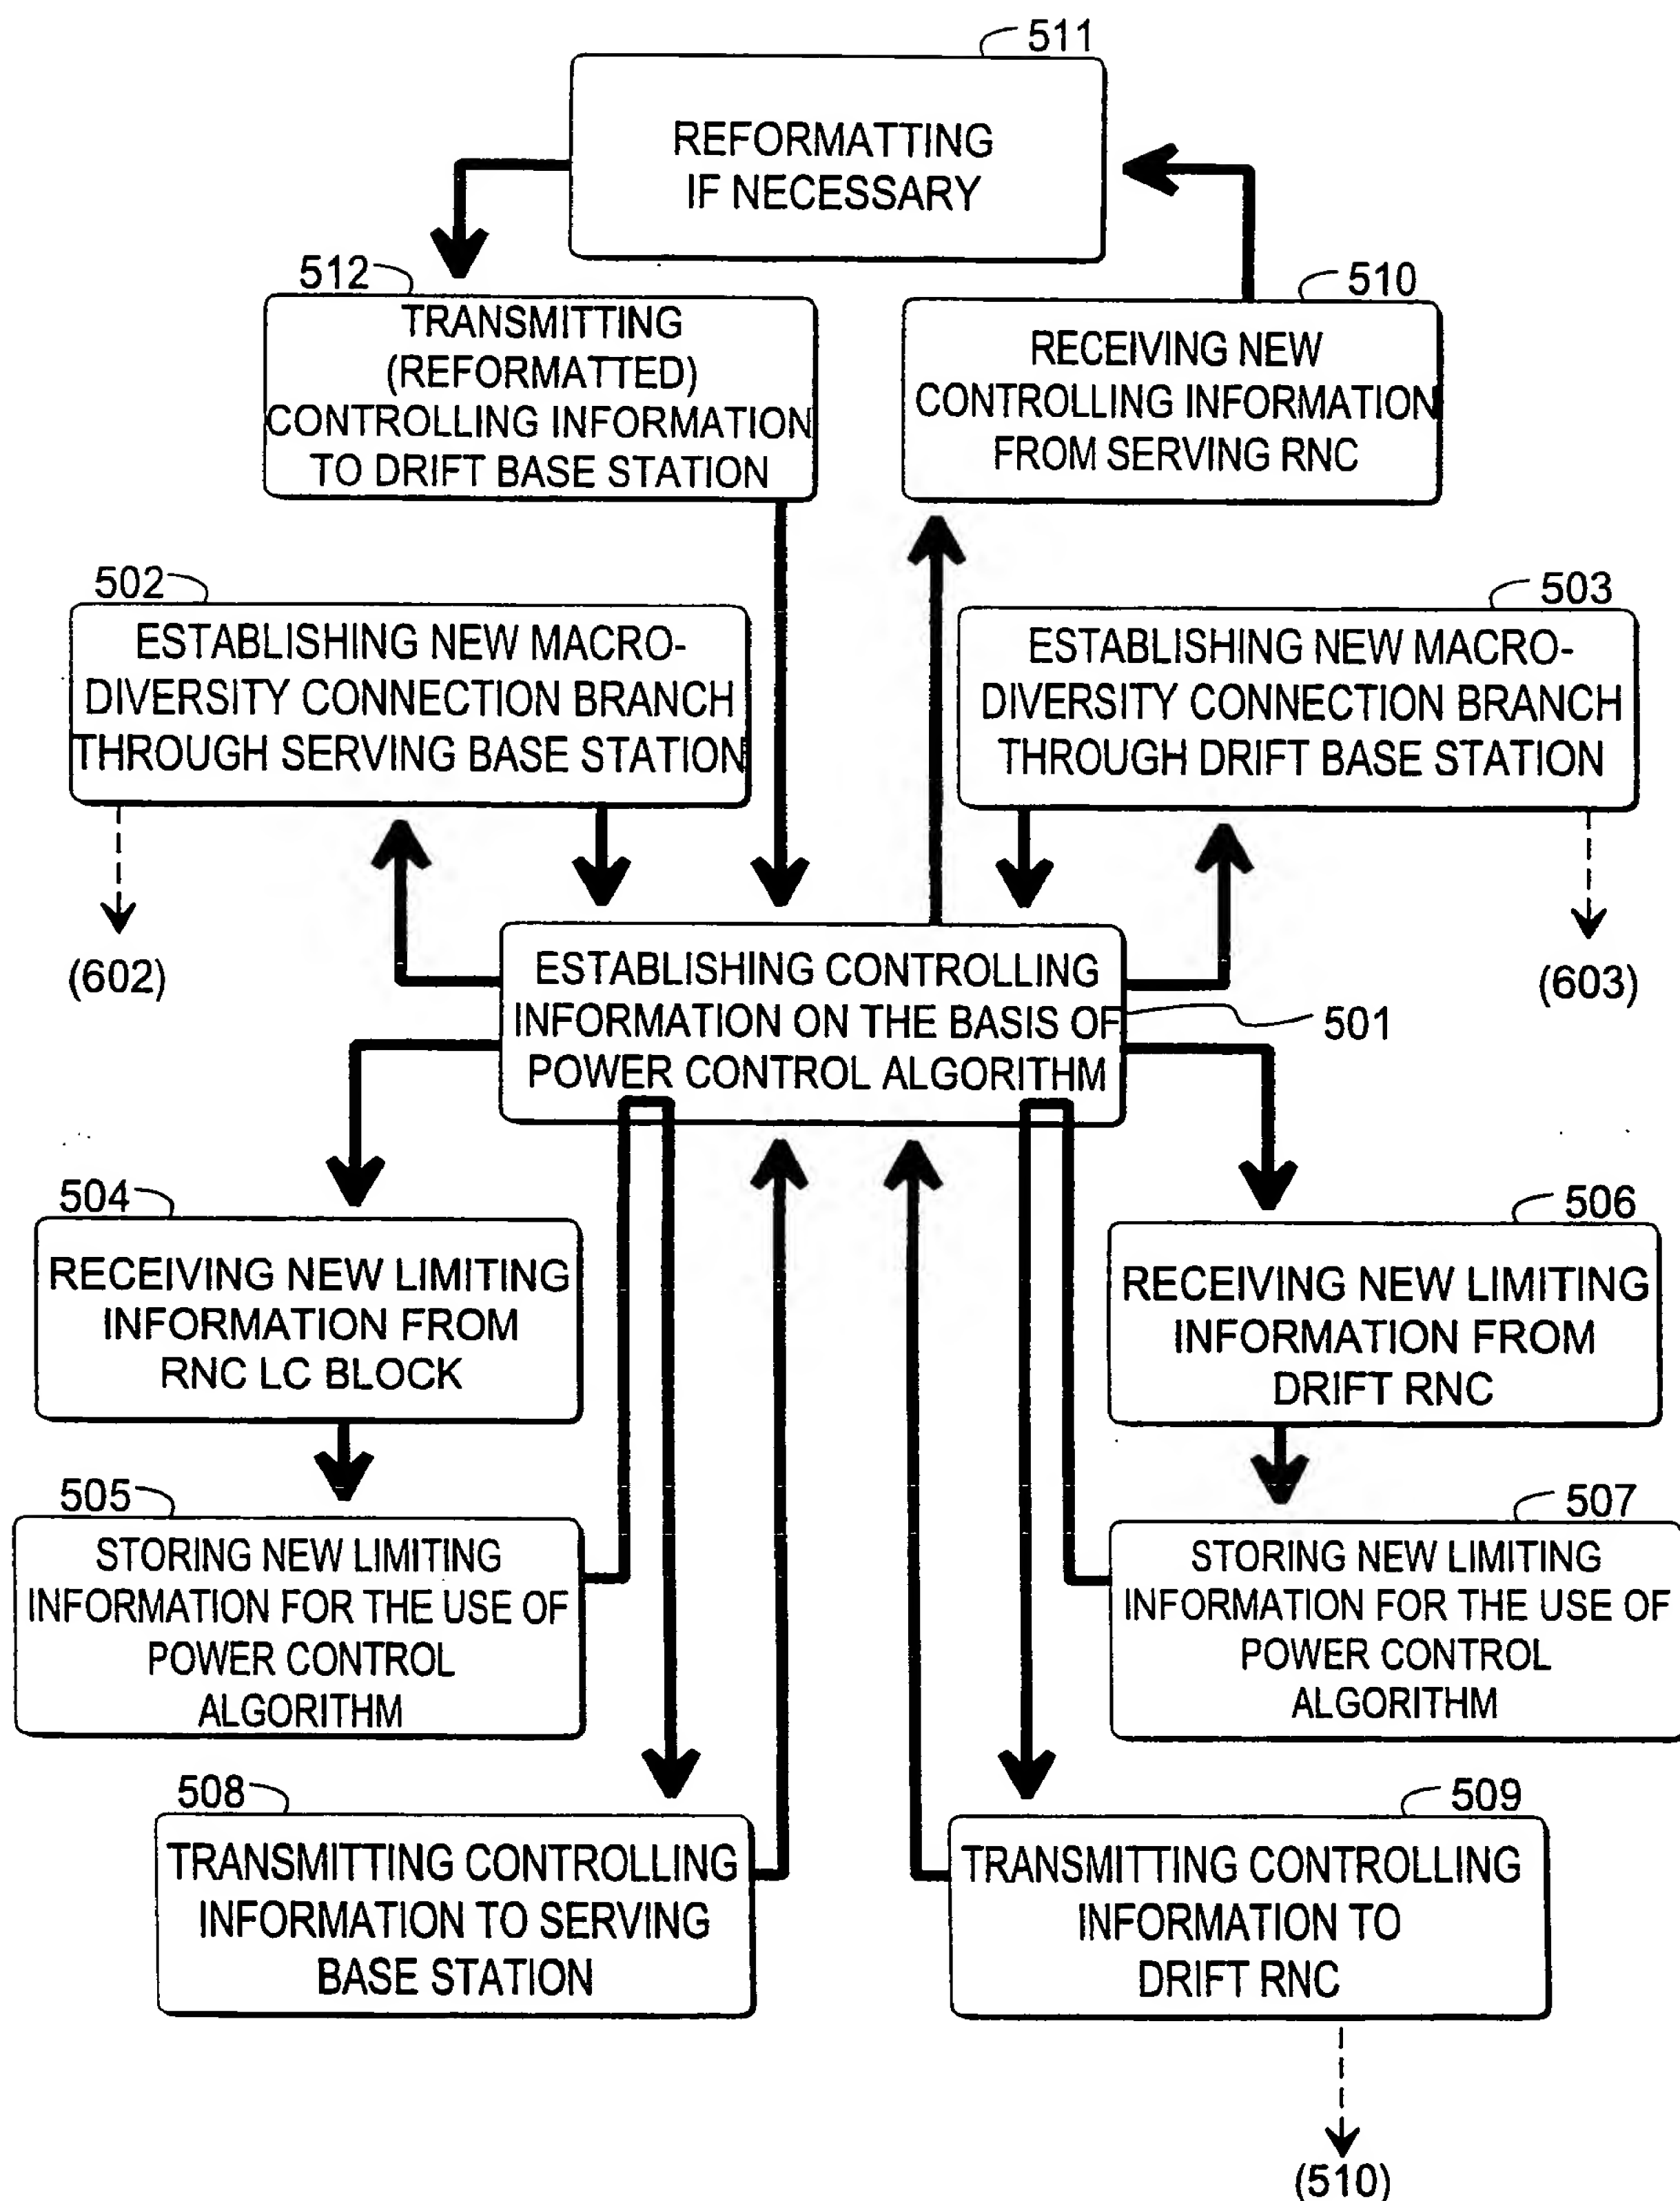 511
REFORMATTING
IF NECESSARY
512
TRANSMITTING
(REFORMATTED)
CONTROLLING INFORMATION
TO DRIFT BASE STATION
510
RECEIVING NEW
CONTROLLING INFORMATION
FROM SERVING RNC
502
ESTABLISHING NEW MACRO-
DIVERSITY CONNECTION BRANCH
THROUGH SERVING BASE STATION
503
ESTABLISHING NEW MACRO-
DIVERSITY CONNECTION BRANCH
THROUGH DRIFT BASE STATION
(602)
(603)
ESTABLISHING CONTROLLING
INFORMATION ON THE BASIS OF
POWER CONTROL ALGORITHM
501
504
RECEIVING NEW LIMITING
INFORMATION FROM
RNC LC BLOCK
506
RECEIVING NEW LIMITING
INFORMATION FROM
DRIFT RNC
505
STORING NEW LIMITING
INFORMATION FOR THE USE OF
POWER CONTROL
ALGORITHM
507
STORING NEW LIMITING
INFORMATION FOR THE USE OF
POWER CONTROL
ALGORITHM
508
TRANSMITTING CONTROLLING
INFORMATION TO SERVING
BASE STATION
509
TRANSMITTING CONTROLLING
INFORMATION TO
DRIFT RNC
(510)